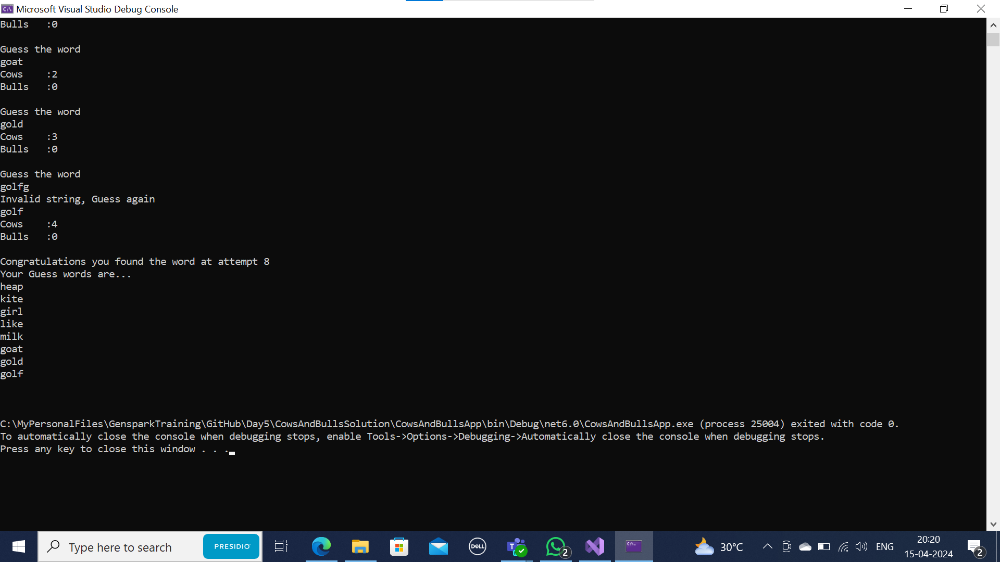 Microsoft Visual Studio Debug Console
Bulls   :0
Guess the word
goat
Cows    :2
Bulls   :0
Guess the word
gold
Cows    :3
Bulls   :0
Guess the word
golfg
Invalid string, Guess again
golf
Cows    :4
Bulls   :0
Congratulations you found the word at attempt 8
Your Guess words are...
heap
kite
girl
like
milk
goat
gold
golf
C:\MyPersonalFiles\GensparkTraining\GitHub\Day5\CowsAndBullsSolution\CowsAndBullsApp\bin\Debug\net6.0\CowsAndBullsApp.exe (process 25004) exited with code 0.
To automatically close the console when debugging stops, enable Tools->Options->Debugging->Automatically close the console when debugging stops.
Press any key to close this window . . .
Type here to search
PRESIDIO
DELL
2
30°C
ENG
20:20
15-04-2024
2